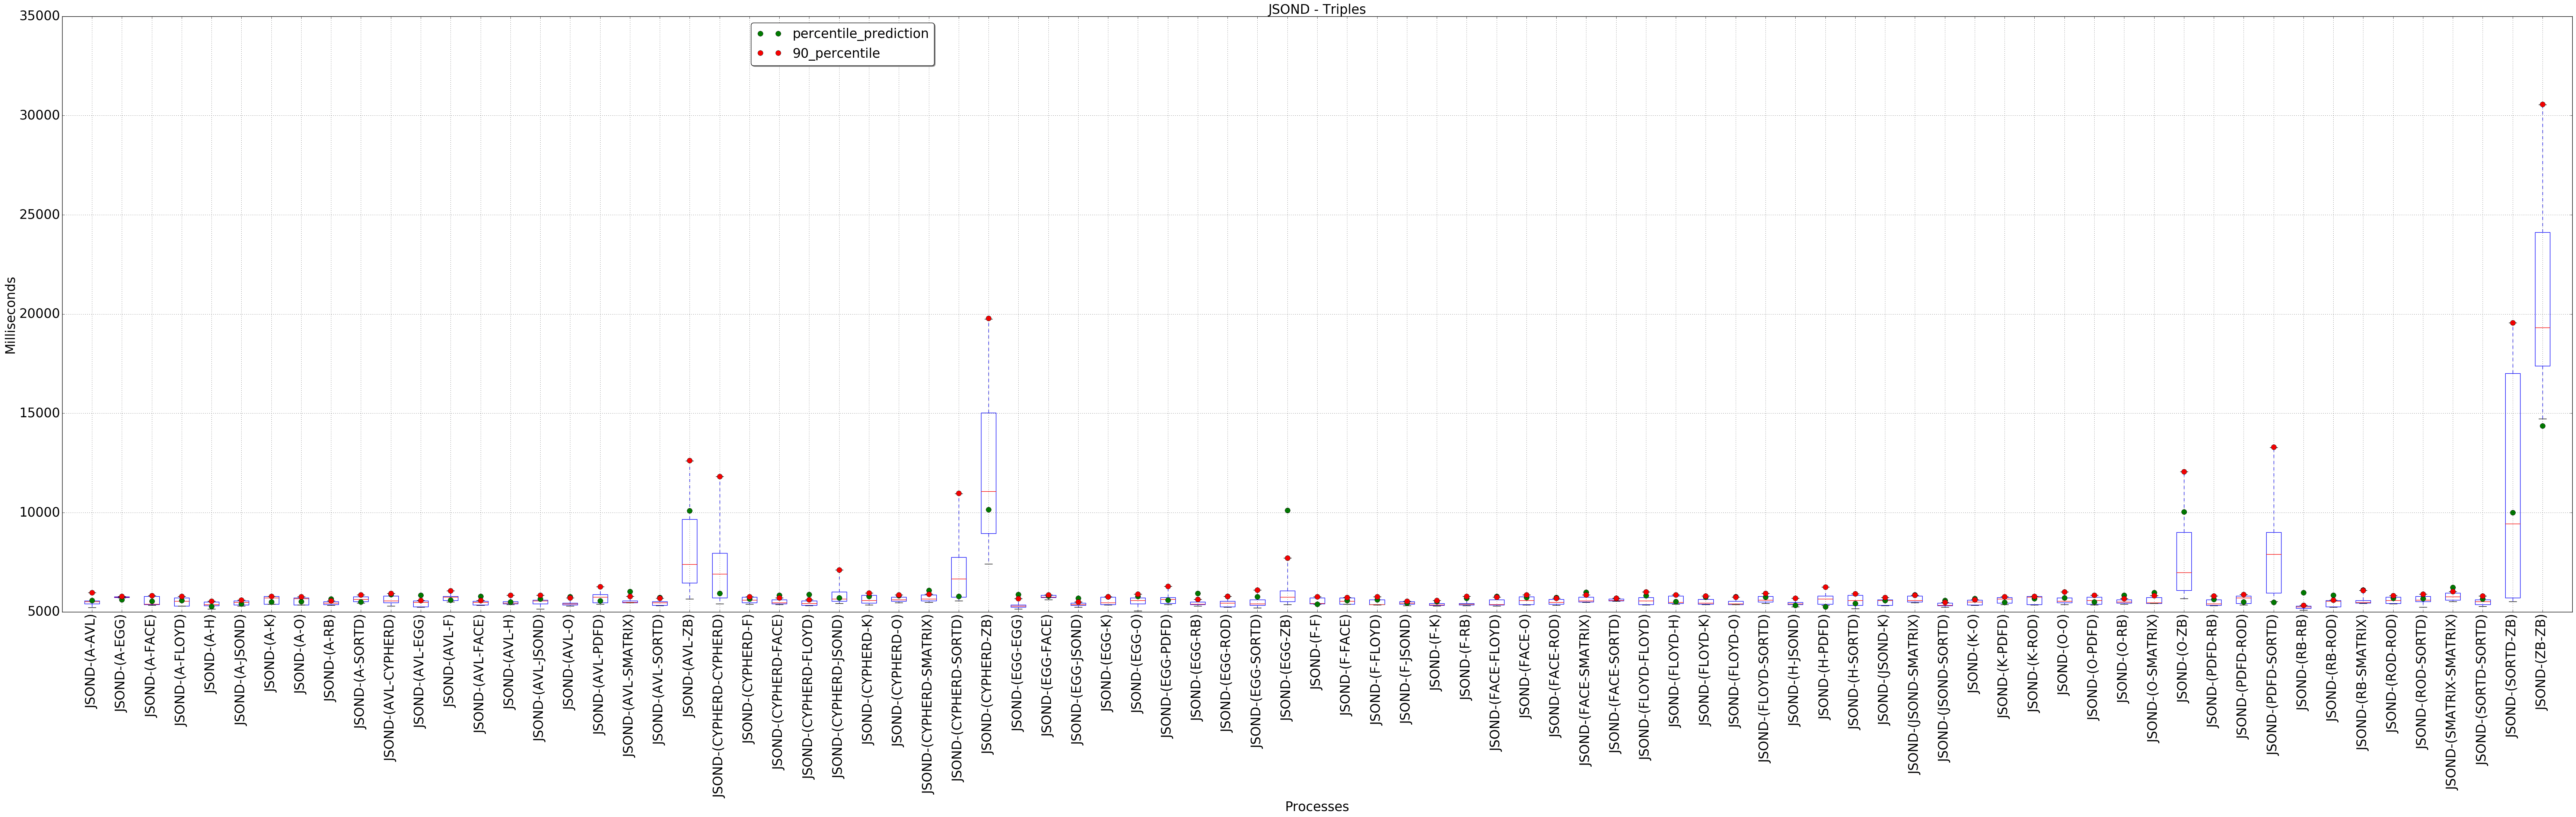 JSOND - Triples
percentile_prediction
90_percentile
Milliseconds
35000
30000
25000
20000
15000
10000
5000
JSOND-(A-AVL)
JSOND-(A-EGG)
JSOND-(A-FACE)
JSOND-(A-FLOYD)
JSOND-(A-H)
JSOND-(A-JSOND)
JSOND-(A-K)
JSOND-(A-O)
JSOND-(A-RB)
JSOND-(A-SORTD)
JSOND-(AVL-CYPHERD)
JSOND-(AVL-EGG)
JSOND-(AVL-F)
JSOND-(AVL-FACE)
JSOND-(AVL-H)
JSOND-(AVL-JSOND)
JSOND-(AVL-O)
JSOND-(AVL-PDFD)
JSOND-(AVL-SMATRIX)
JSOND-(AVL-SORTD)
JSOND-(AVL-ZB)
JSOND-(CYPHERD-CYPHERD)
JSOND-(CYPHERD-F)
JSOND-(CYPHERD-FACE)
JSOND-(CYPHERD-FLOYD)
JSOND-(CYPHERD-JSOND)
JSOND-(CYPHERD-K)
JSOND-(CYPHERD-O)
JSOND-(CYPHERD-SMATRIX)
JSOND-(CYPHERD-SORTD)
JSOND-(CYPHERD-ZB)
JSOND-(EGG-EGG)
JSOND-(EGG-FACE)
JSOND-(EGG-JSOND)
JSOND-(EGG-K)
JSOND-(EGG-O)
JSOND-(EGG-PDFD)
JSOND-(EGG-RB)
JSOND-(EGG-ROD)
JSOND-(EGG-SORTD)
JSOND-(EGG-ZB)
JSOND-(F-F)
JSOND-(F-FACE)
JSOND-(F-FLOYD)
JSOND-(F-JSOND)
JSOND-(F-K)
JSOND-(F-RB)
JSOND-(FACE-FLOYD)
JSOND-(FACE-O)
JSOND-(FACE-ROD)
JSOND-(FACE-SMATRIX)
JSOND-(FACE-SORTD)
JSOND-(FLOYD-FLOYD)
JSOND-(FLOYD-H)
JSOND-(FLOYD-K)
JSOND-(FLOYD-O)
JSOND-(FLOYD-SORTD)
JSOND-(H-JSOND)
JSOND-(H-PDFD)
JSOND-(H-SORTD)
JSOND-(JSOND-K)
JSOND-(JSOND-SMATRIX)
JSOND-(JSOND-SORTD)
JSOND-(K-O)
JSOND-(K-PDFD)
JSOND-(K-ROD)
JSOND-(O-O)
JSOND-(O-PDFD)
JSOND-(O-RB)
JSOND-(O-SMATRIX)
JSOND-(O-ZB)
JSOND-(PDFD-RB)
JSOND-(PDFD-ROD)
JSOND-(PDFD-SORTD)
JSOND-(RB-RB)
JSOND-(RB-ROD)
JSOND-(RB-SMATRIX)
JSOND-(ROD-ROD)
JSOND-(ROD-SORTD)
JSOND-(SMATRIX-SMATRIX)
JSOND-(SORTD-SORTD)
JSOND-(SORTD-ZB)
JSOND-(ZB-ZB)
Processes